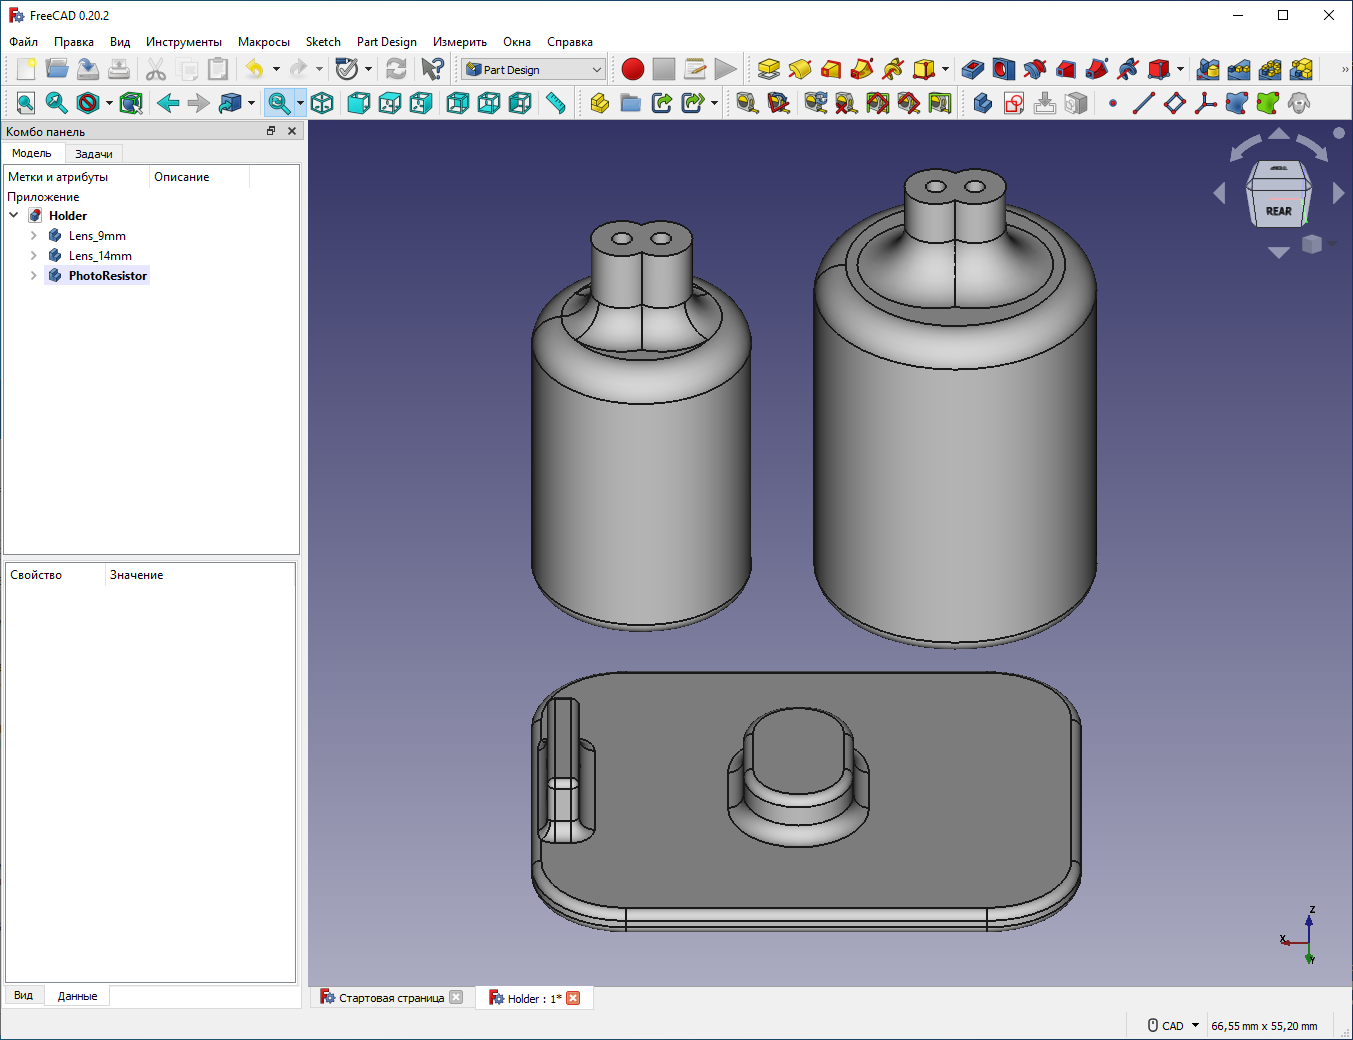 FreeCAD 0.20.2
Файл Правка Вид Инструменты Макросы Sketch Part Design Измерить Окна Справка
Part Design
Комбо панель
Модель Задачи
Метки и атрибуты Описание
Приложение
Holder
Lens_9mm
Lens_14mm
PhotoResistor
REAR
Свойство Значение
Z
X
Y
Вид Данные
Стартовая страница Holder : 1*
CAD 66,55 mm x 55,20 mm